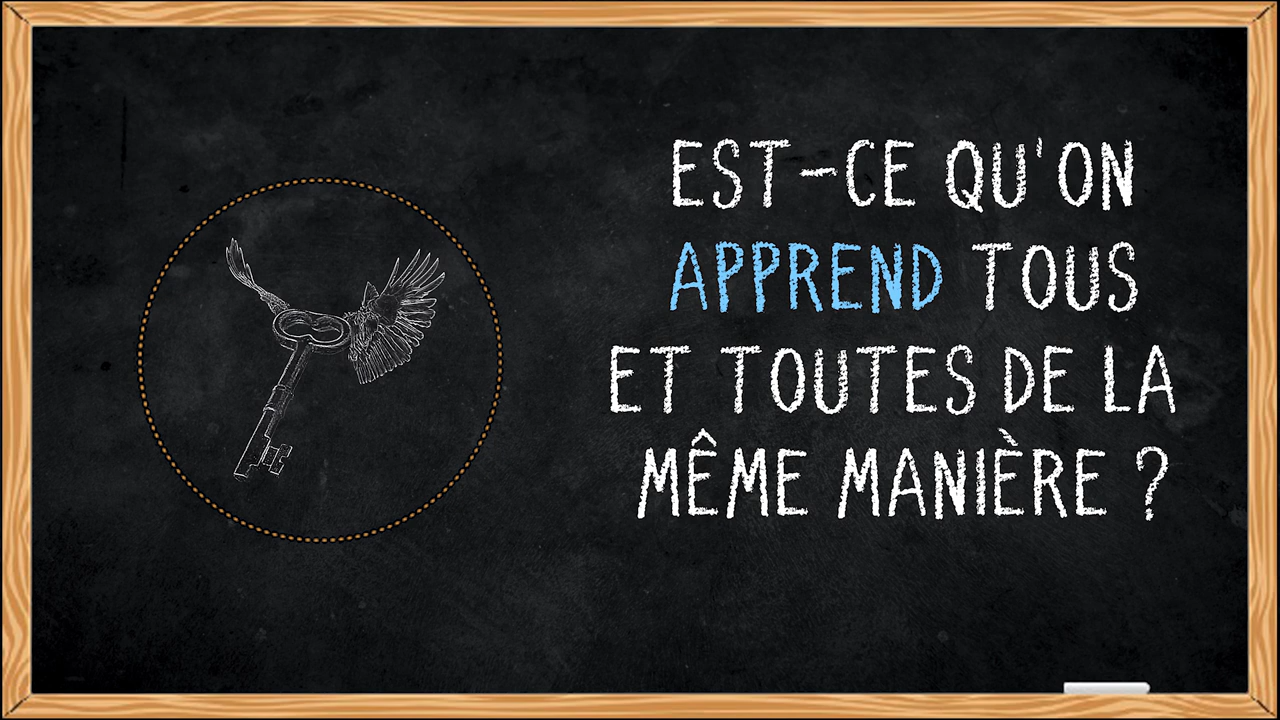 EST-CE QU'ON
APPREND TOUS
ET TOUTES DE LA
MÊME MANIÈRE ?